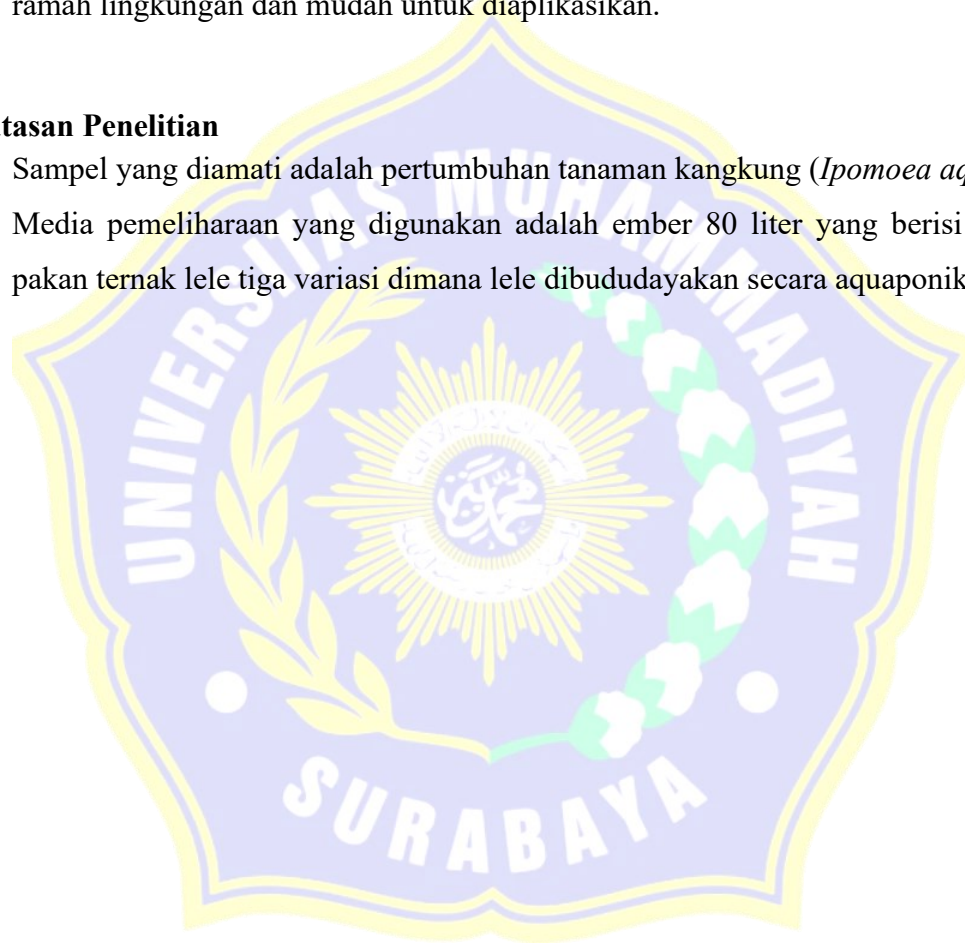 ramah lingkungan dan mudah untuk diaplikasikan.
tasan Penelitian
Sampel yang diamati adalah pertumbuhan tanaman kangkung (Ipomoea aq
Media pemeliharaan yang digunakan adalah ember 80 liter yang berisi
pakan ternak lele tiga variasi dimana lele dibududayakan secara aquaponik
UNIVERSITAS MUHAMMADIYAH
SURABAYA